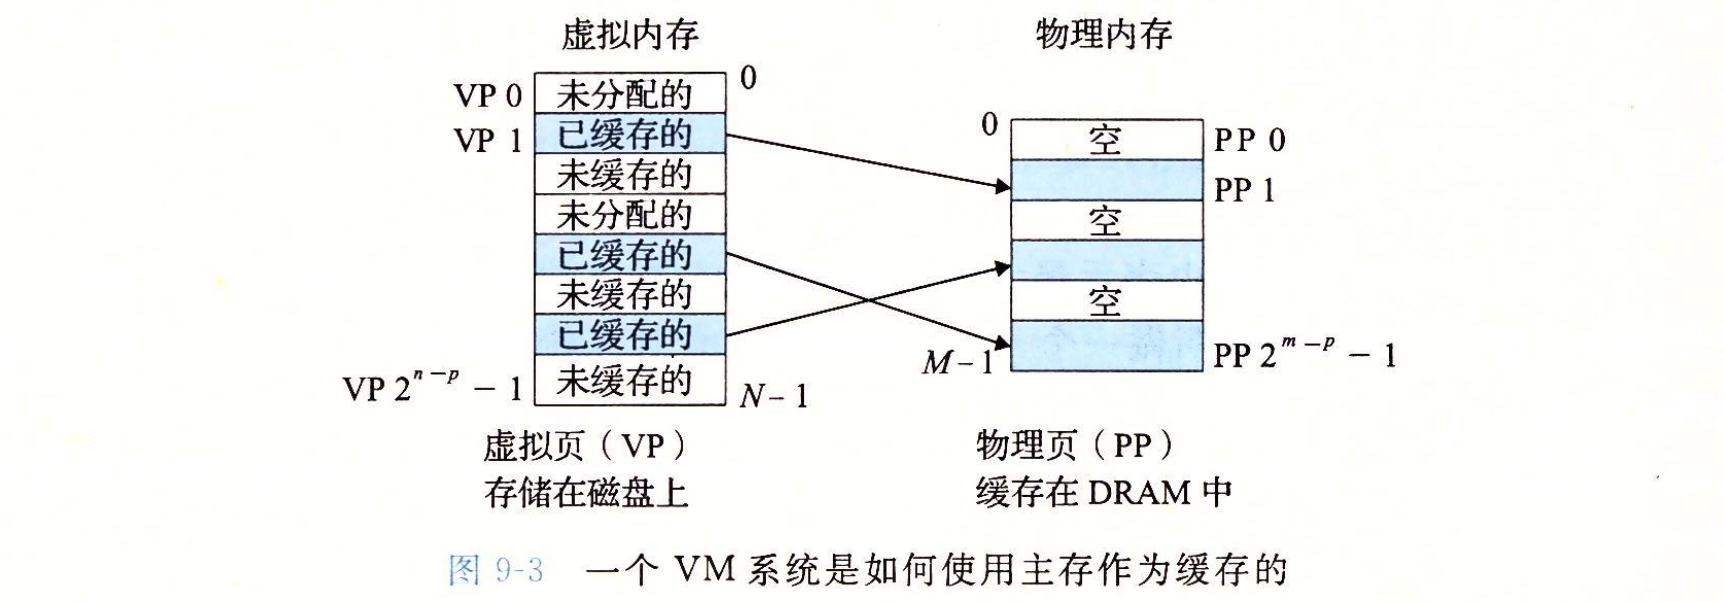 虚拟内存
物理内存
VP 0 未分配的 0
VP 1 已缓存的
未缓存的
未分配的
已缓存的
未缓存的
已缓存的
VP 2^{n-p} - 1 未缓存的 N-1
0 空 PP 0
PP 1
空
空
M-1 PP 2^{m-p} - 1
虚拟页（VP）
存储在磁盘上
物理页（PP）
缓存在 DRAM 中
图 9-3 一个 VM 系统是如何使用主存作为缓存的